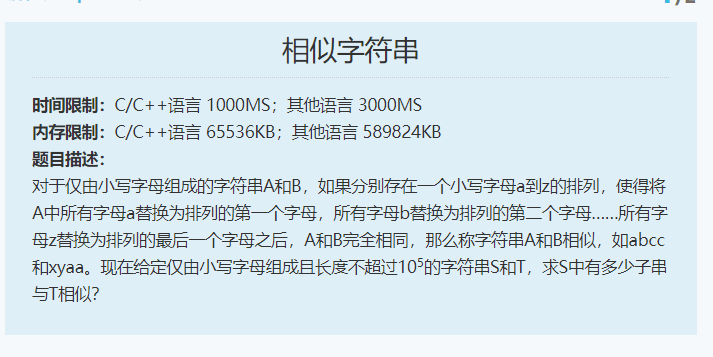 相似字符串
时间限制：C/C++语言 1000MS；其他语言 3000MS
内存限制：C/C++语言 65536KB；其他语言 589824KB
题目描述：
对于仅由小写字母组成的字符串A和B，如果分别存在一个小写字母a到z的排列，使得将
A中所有字母a替换为排列的第一个字母，所有字母b替换为排列的第二个字母……所有字
母z替换为排列的最后一个字母之后，A和B完全相同，那么称字符串A和B相似，如abcc
和xyaa。现在给定仅由小写字母组成且长度不超过10⁵的字符串S和T，求S中有多少子串
与T相似？